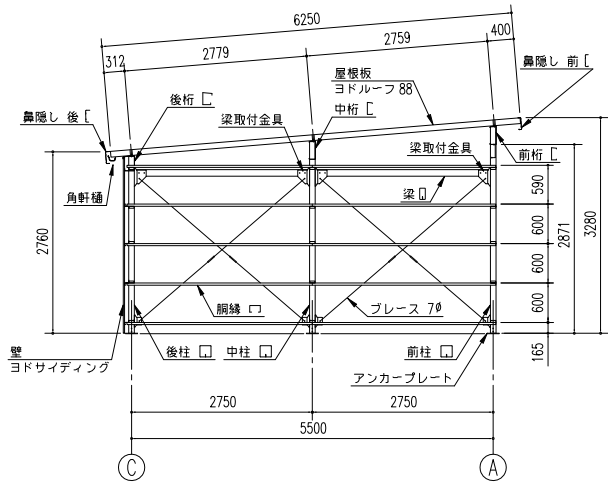 6250
312
2779
2759
400
鼻隠し 前
屋根板
ヨドルーフ 88
後桁
中桁
鼻隠し 後
梁取付金具
梁取付金具
前桁
角軒樋
梁
590
600
600
600
165
2760
2871
3280
胴縁
ブレース 7φ
壁
ヨドサイディング
後柱
中柱
前柱
アンカープレート
2750
2750
5500
C
A